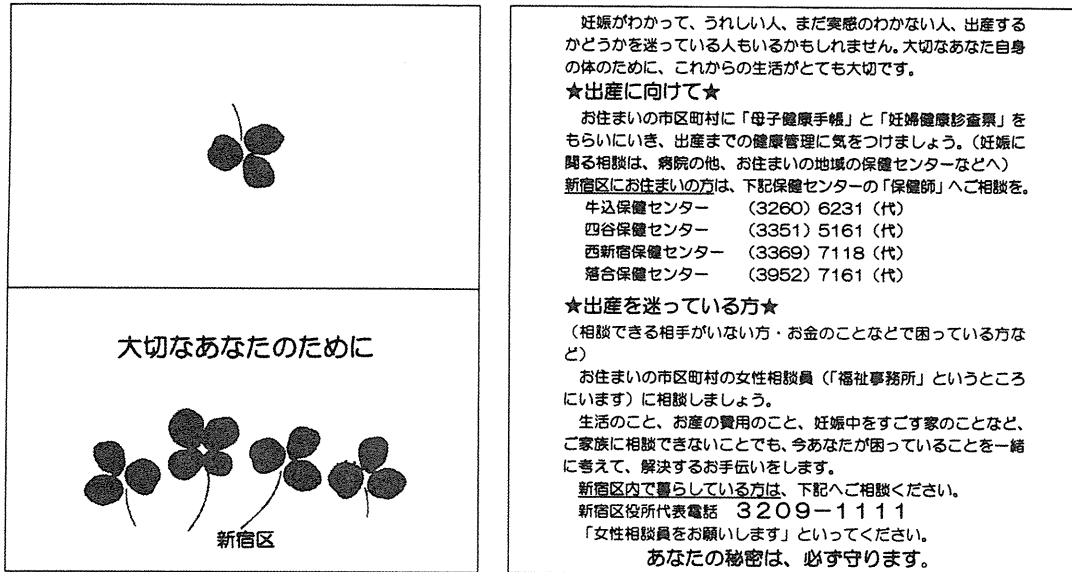 大切なあなたのために
新宿区
妊娠がわかって、うれしい人、まだ実感のわかない人、出産する
かどうかを迷っている人もいるかもしれません。大切なあなた自身
の体のために、これからの生活がとても大切です。
★出産に向けて★
お住まいの市区町村に「母子健康手帳」と「妊婦健康診査票」を
もらいにいき、出産までの健康管理に気をつけましょう。(妊娠に
関る相談は、病院の他、お住まいの地域の保健センターなどへ)
新宿区にお住まいの方は、下記保健センターの「保健師」へご相談を。
牛込保健センター (3260) 6231 (代)
四谷保健センター (3351) 5161 (代)
西新宿保健センター (3369) 7118 (代)
落合保健センター (3952) 7161 (代)
★出産を迷っている方★
(相談できる相手がいない方・お金のことなどで困っている方な
ど)
お住まいの市区町村の女性相談員(「福祉事務所」というところ
にいます)に相談しましょう。
生活のこと、お産の費用のこと、妊娠中をすごす家のことなど、
ご家族に相談できないことでも、今あなたが困っていることを一緒
に考えて、解決するお手伝いをします。
新宿区内で暮らしている方は、下記へご相談ください。
新宿区役所代表電話 3209-1111
「女性相談員をお願いします」といってください。
あなたの秘密は、必ず守ります。